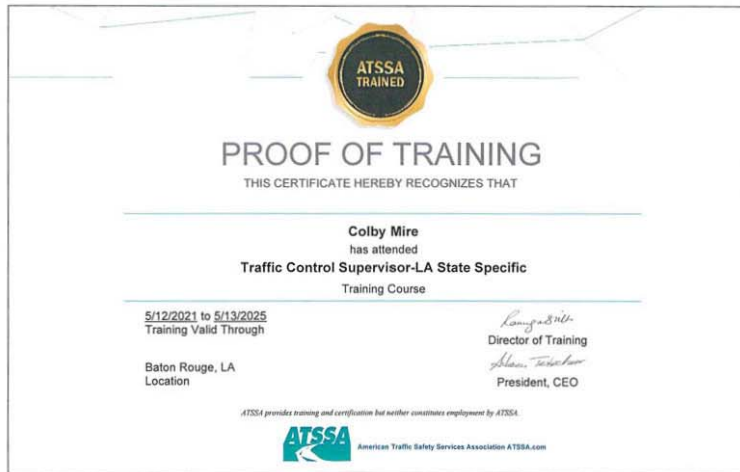 ATSSA
TRAINED
PROOF OF TRAINING
THIS CERTIFICATE HEREBY RECOGNIZES THAT
Colby Mire
has attended
Traffic Control Supervisor-LA State Specific
Training Course
5/12/2021 to 5/13/2025
Training Valid Through
Director of Training
Baton Rouge, LA
Location
President, CEO
ATSSA provides training and certification but neither constitutes employment by ATSSA.
ATSSA American Traffic Safety Services Association ATSSA.com